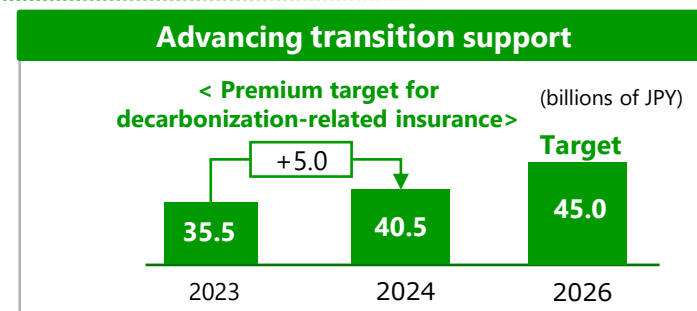 Advancing transition support
< Premium target for
decarbonization-related insurance>
(billions of JPY)
Target
+5.0
35.5
40.5
45.0
2023
2024
2026